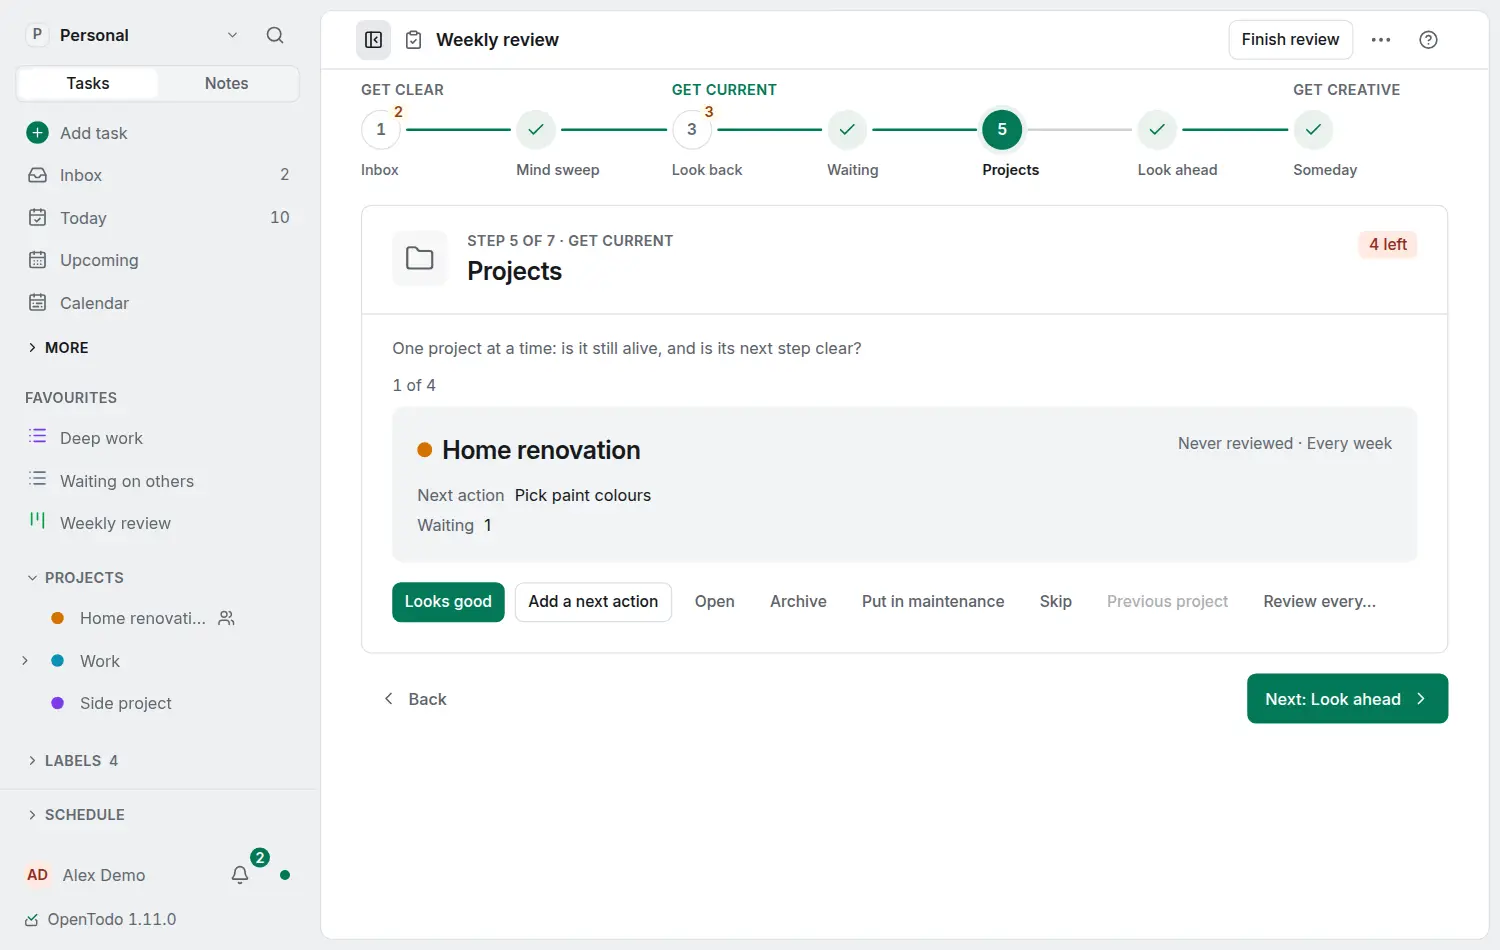 P Personal
Tasks Notes
Add task
Inbox 2
Today 10
Upcoming
Calendar
MORE
FAVOURITES
Deep work
Waiting on others
Weekly review
PROJECTS
Home renovati...
Work
Side project
LABELS 4
SCHEDULE
AD Alex Demo 2
OpenTodo 1.11.0
Weekly review
Finish review
GET CLEAR GET CURRENT GET CREATIVE
1 2 3 3 5
Inbox Mind sweep Look back Waiting Projects Look ahead Someday
STEP 5 OF 7 · GET CURRENT
Projects
4 left
One project at a time: is it still alive, and is its next step clear?
1 of 4
Home renovation
Never reviewed · Every week
Next action Pick paint colours
Waiting 1
Looks good Add a next action Open Archive Put in maintenance Skip Previous project Review every...
Back
Next: Look ahead